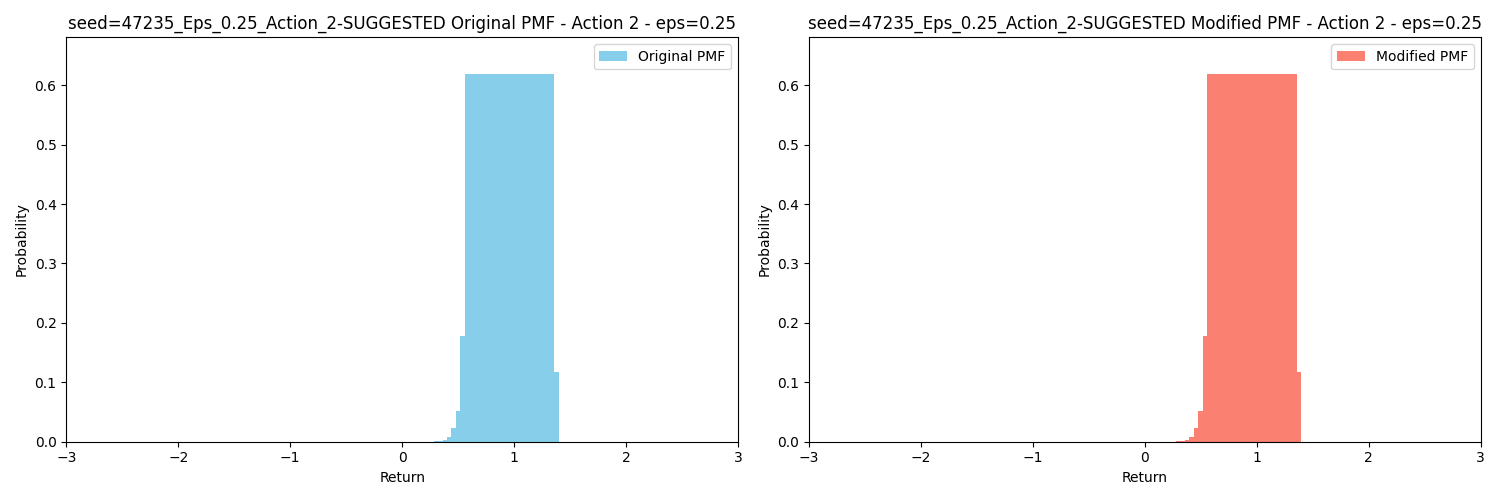 seed=47235_Eps_0.25_Action_2-SUGGESTED Original PMF - Action 2 - eps=0.25
Original PMF
Probability
0.6
0.5
0.4
0.3
0.2
0.1
0.0
−3 −2 −1 0 1 2 3
Return
seed=47235_Eps_0.25_Action_2-SUGGESTED Modified PMF - Action 2 - eps=0.25
Modified PMF
Probability
0.6
0.5
0.4
0.3
0.2
0.1
0.0
−3 −2 −1 0 1 2 3
Return